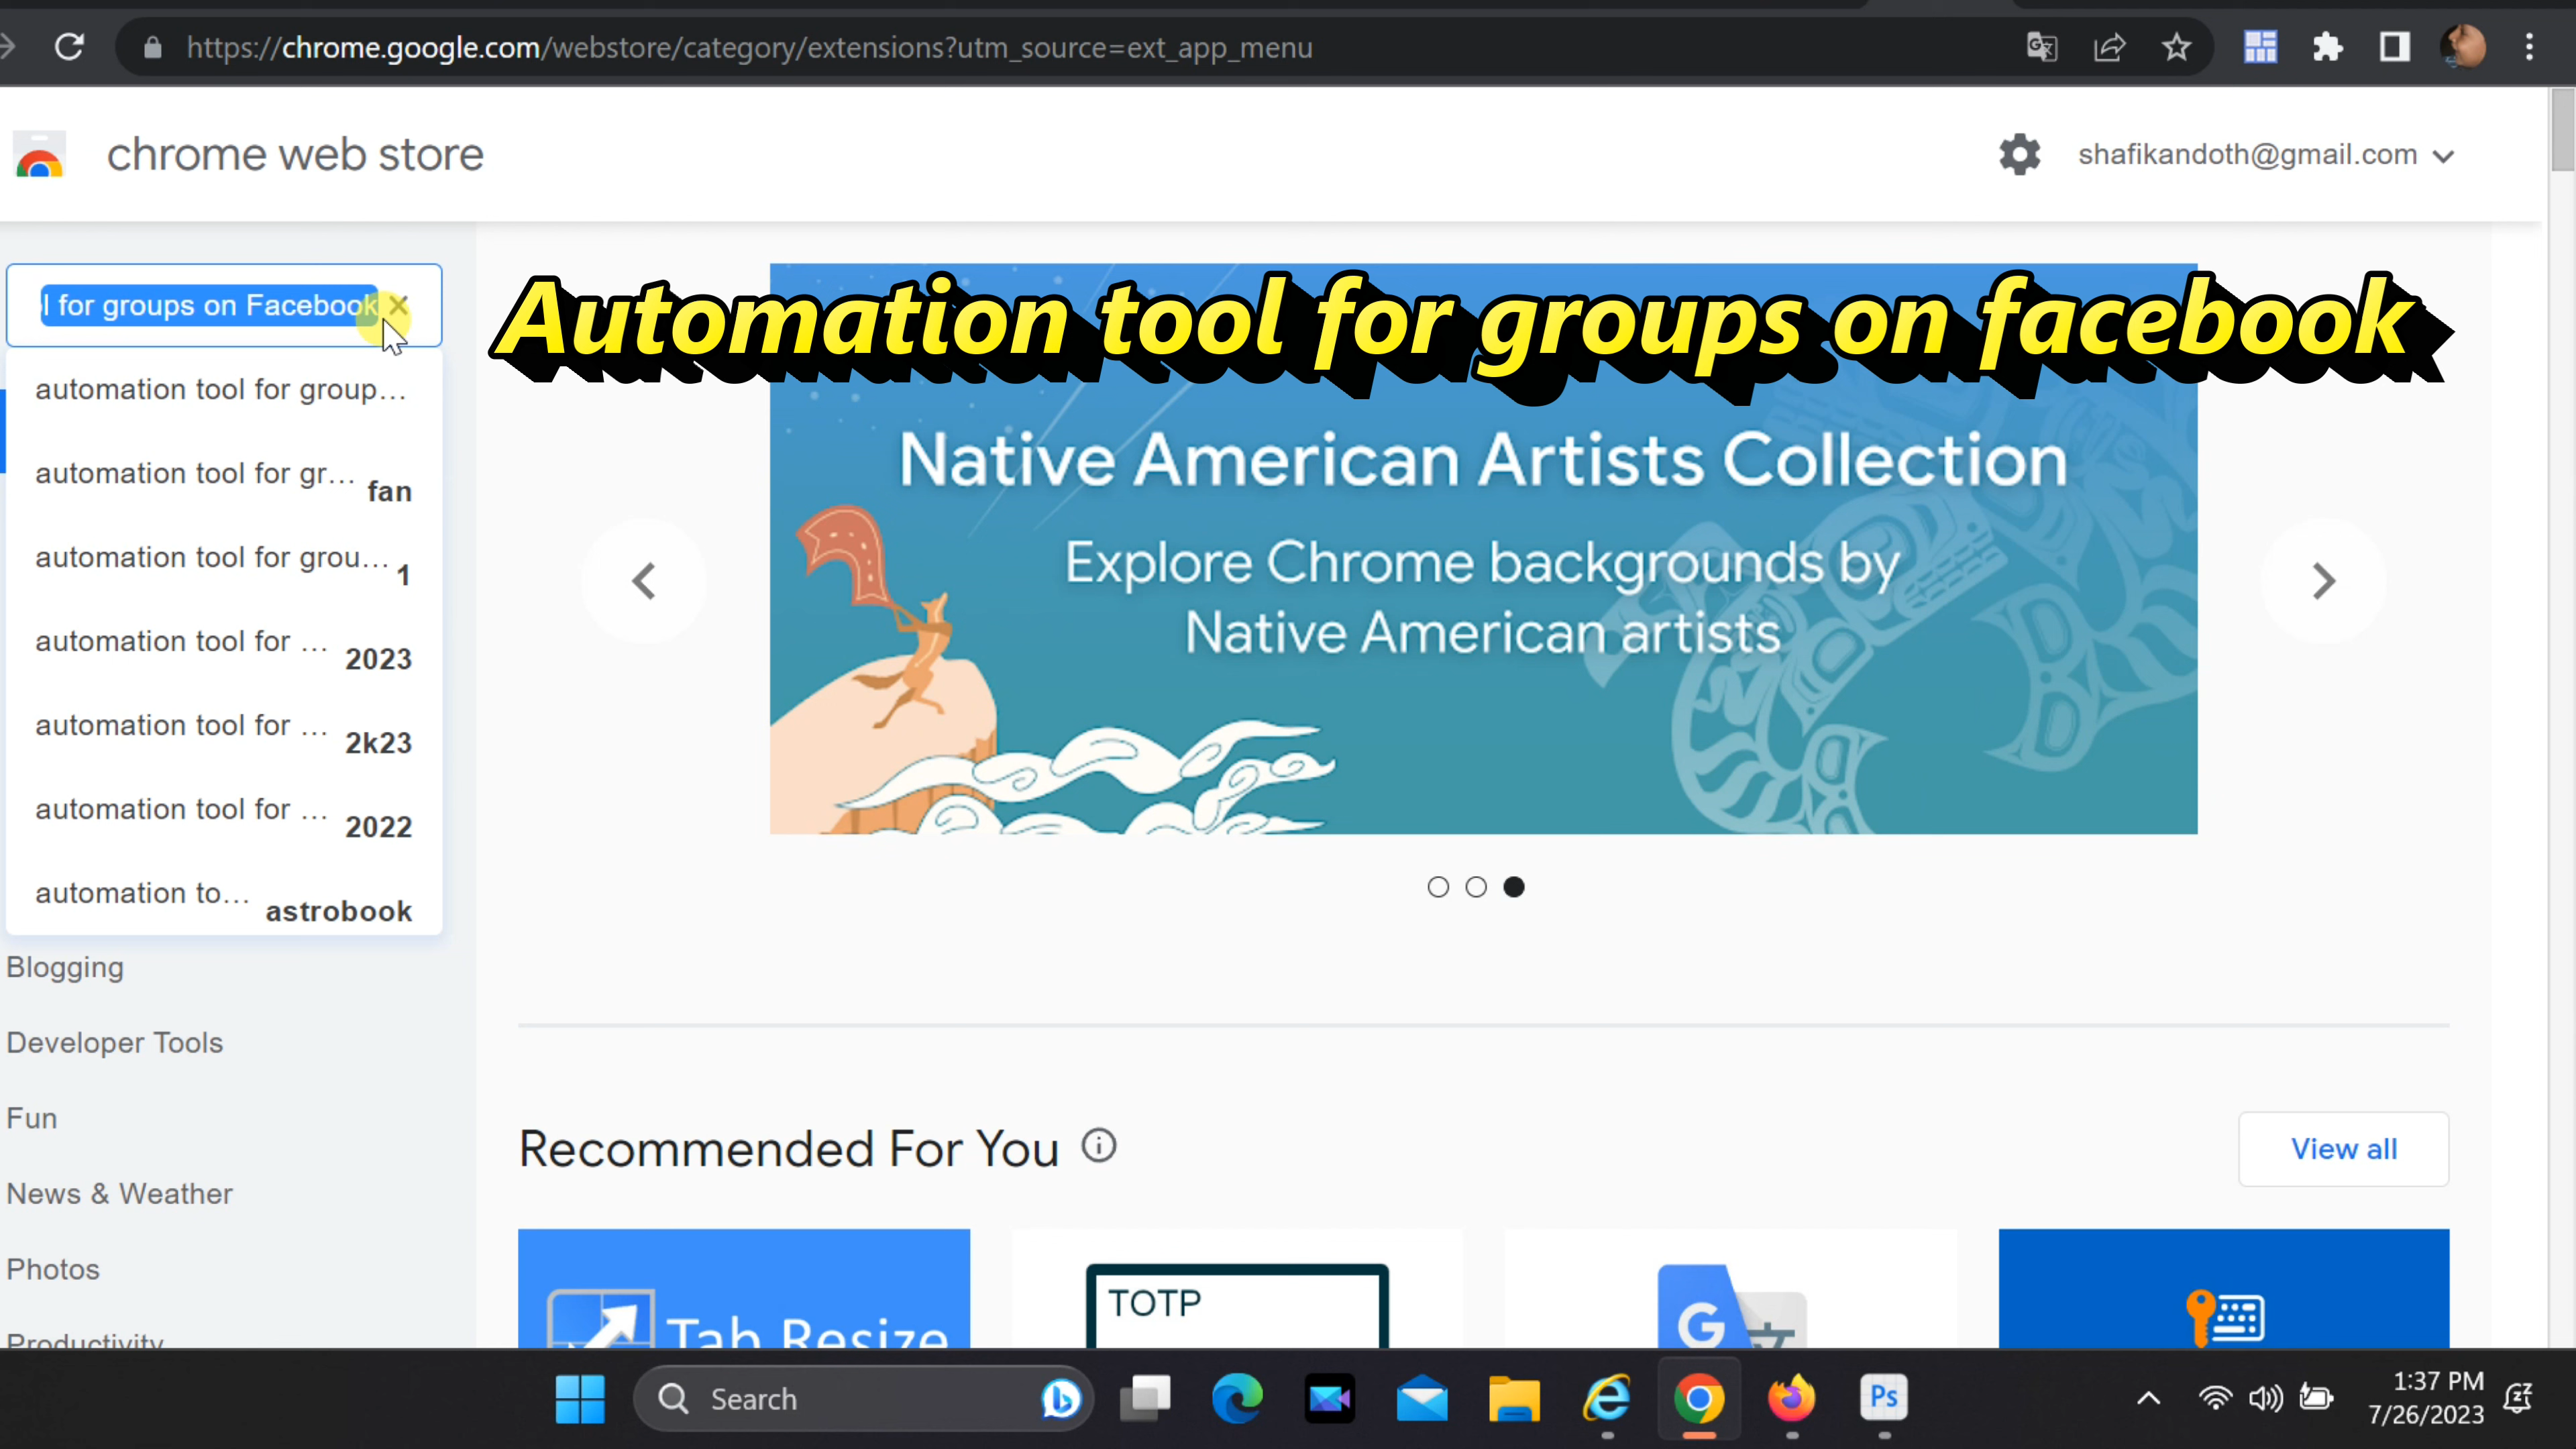 https://chrome.google.com/webstore/category/extensions?utm_source=ext_app_menu
chrome web store
shafikandoth@gmail.com
l for groups on Facebook
Automation tool for groups on facebook
automation tool for group...
automation tool for gr... fan
automation tool for grou... 1
automation tool for ... 2023
automation tool for ... 2k23
automation tool for ... 2022
automation to... astrobook
Native American Artists Collection
Explore Chrome backgrounds by
Native American artists
Blogging
Developer Tools
Fun
News & Weather
Photos
Productivity
Recommended For You
View all
Tab Resize
TOTP
G
Search
Ps
1:37 PM
7/26/2023